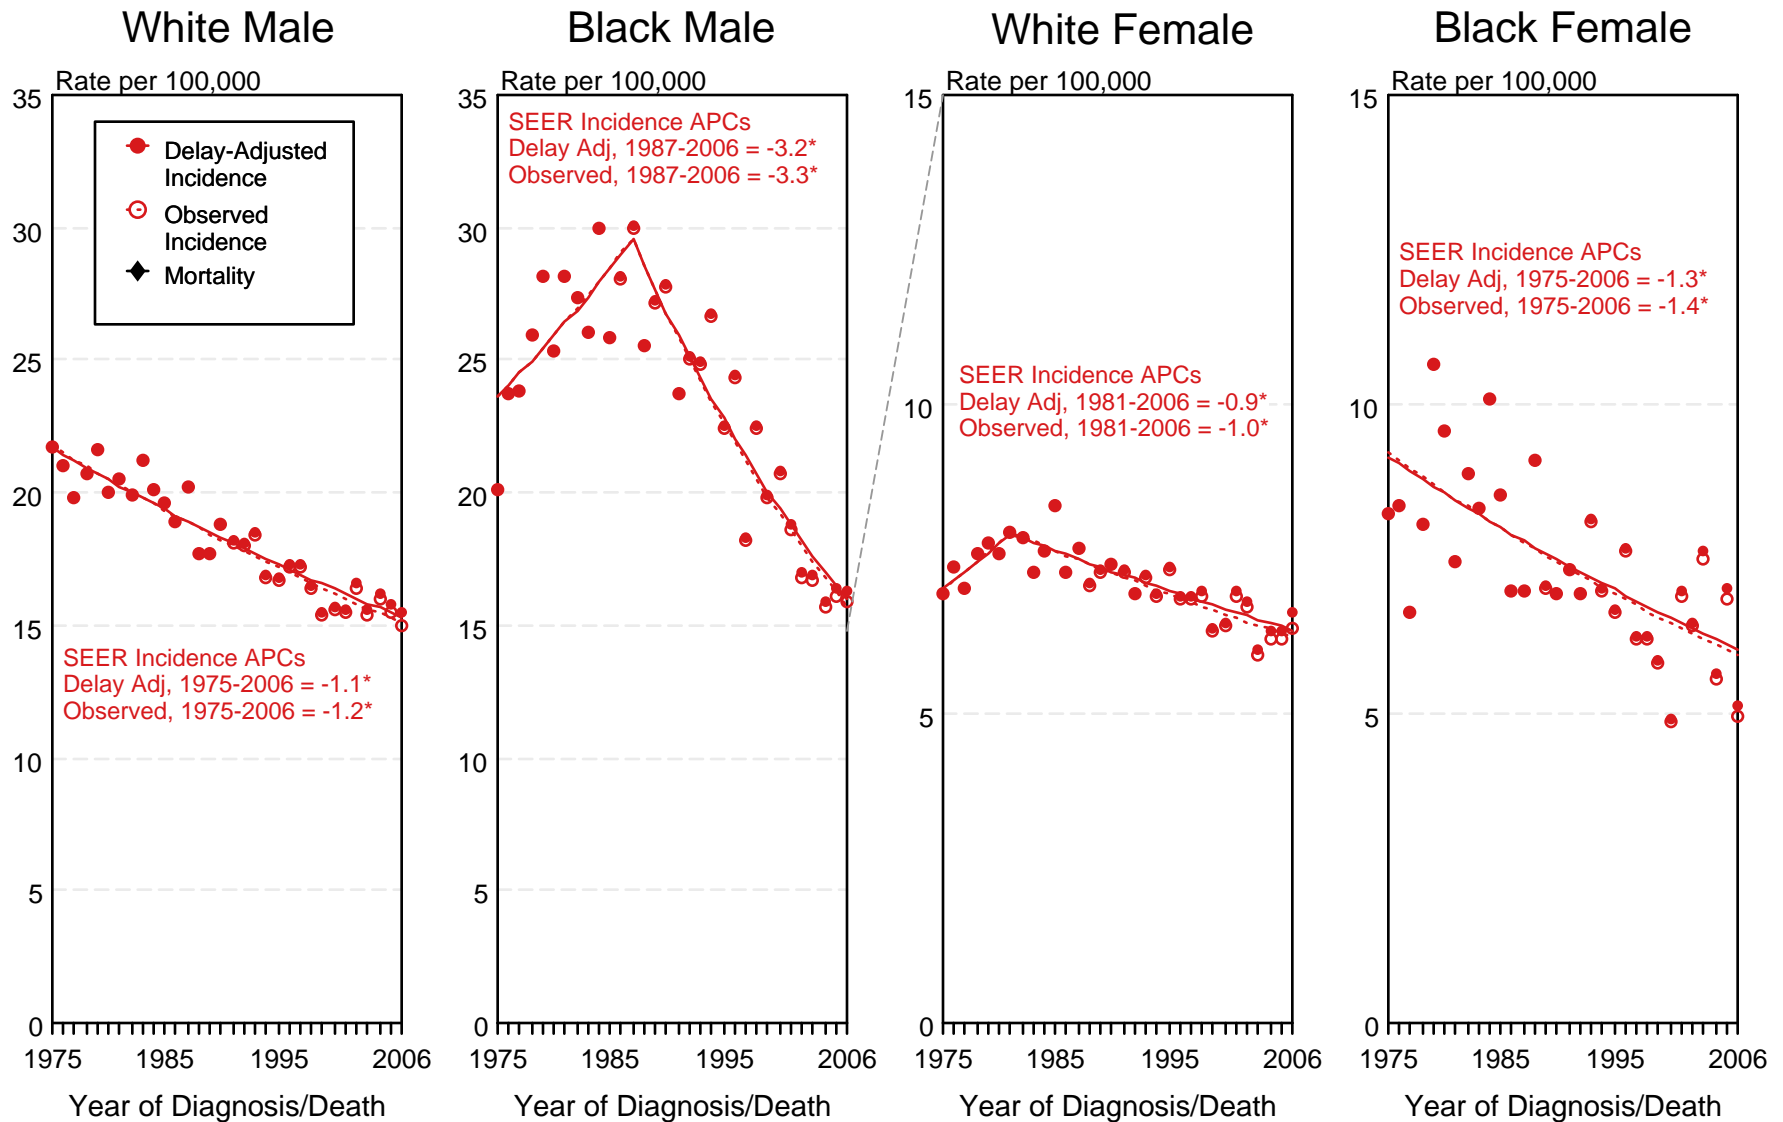 White Male
Black Male
White Female
Black Female
Rate per 100,000
35
30
25
20
15
10
5
0
Delay-Adjusted
Incidence
Observed
Incidence
Mortality
SEER Incidence APCs
Delay Adj, 1975-2006 = -1.1*
Observed, 1975-2006 = -1.2*
1975
1985
1995
2006
Year of Diagnosis/Death
Rate per 100,000
35
30
25
20
15
10
5
0
SEER Incidence APCs
Delay Adj, 1987-2006 = -3.2*
Observed, 1987-2006 = -3.3*
1975
1985
1995
2006
Year of Diagnosis/Death
Rate per 100,000
15
10
5
0
SEER Incidence APCs
Delay Adj, 1981-2006 = -0.9*
Observed, 1981-2006 = -1.0*
1975
1985
1995
2006
Year of Diagnosis/Death
Rate per 100,000
15
10
5
0
SEER Incidence APCs
Delay Adj, 1975-2006 = -1.3*
Observed, 1975-2006 = -1.4*
1975
1985
1995
2006
Year of Diagnosis/Death